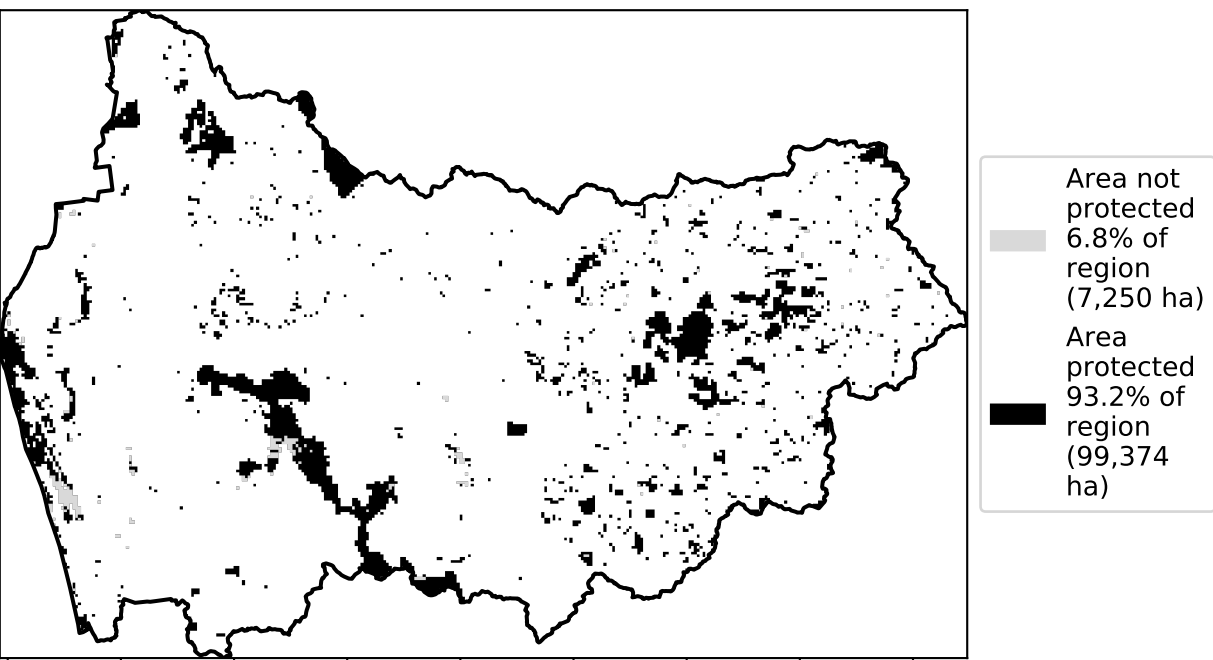 Area not
protected
6.8% of
region
(7,250 ha)
Area
protected
93.2% of
region
(99,374
ha)